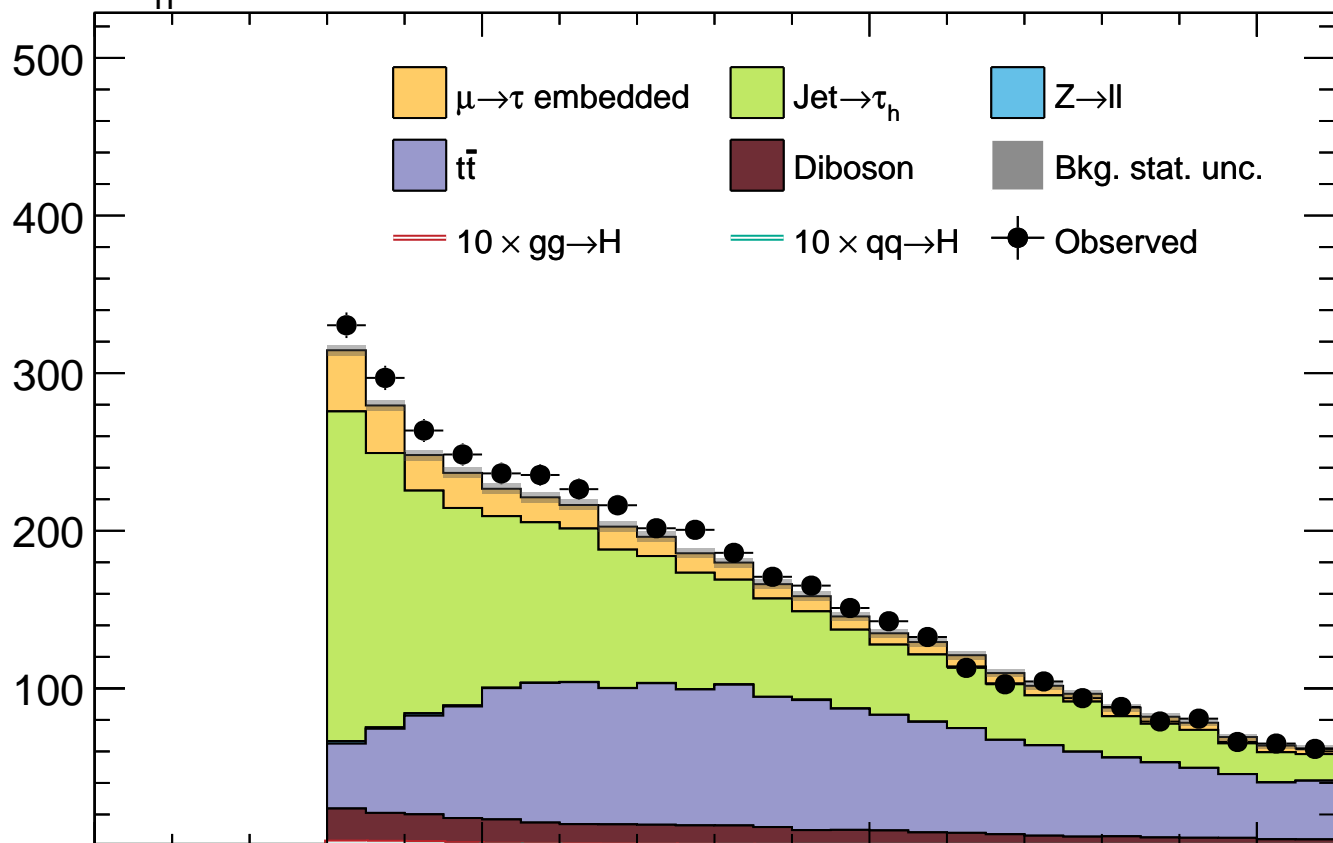 500
μ→τ embedded Jet→τh Z→ll
tt̄ Diboson Bkg. stat. unc.
10 × gg→H 10 × qq→H Observed
400
300
200
100